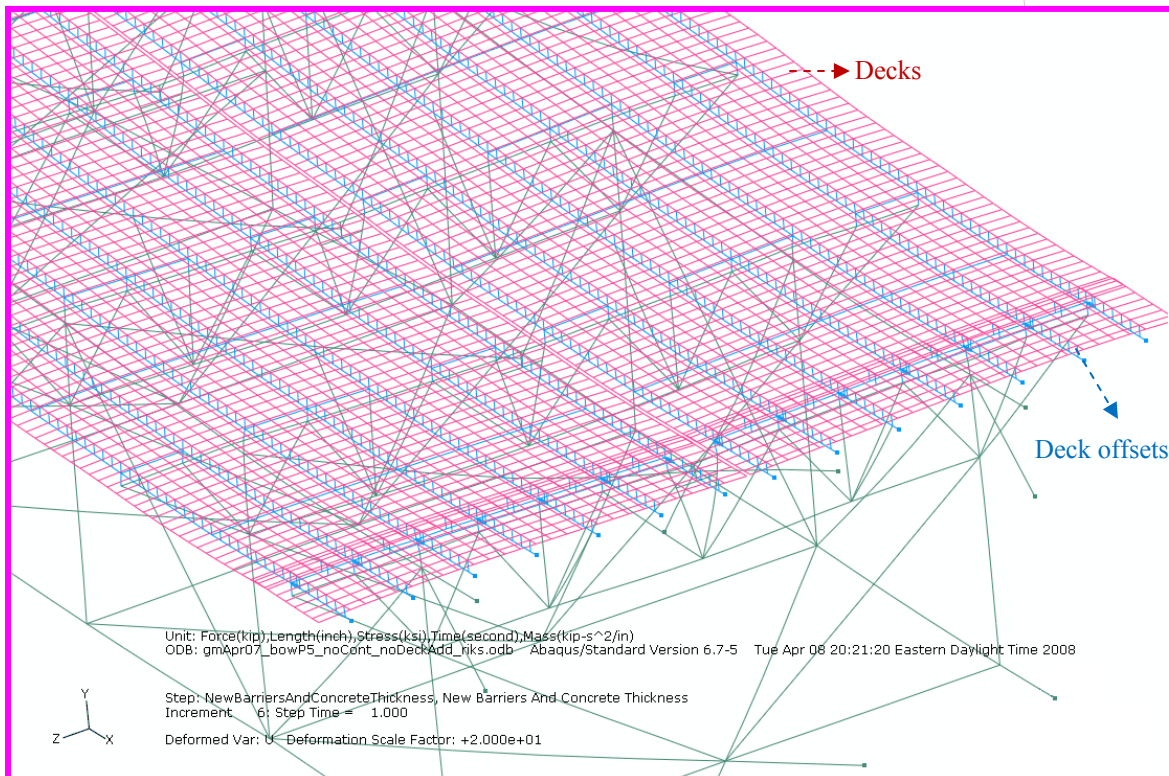 Decks
Deck offsets
Unit: Force(kip),Length(inch),Stress(ksi),Time(second),Mass(kip-s^2/in)
ODB: gmApr07_bowP5_noCont_noDeckAdd_riks.odb Abaqus/Standard Version 6.7-5 Tue Apr 08 20:21:20 Eastern Daylight Time 2008
Step: NewBarriersAndConcreteThickness, New Barriers And Concrete Thickness
Increment 6: Step Time = 1.000
Deformed Var: U Deformation Scale Factor: +2.000e+01
Y
Z
X